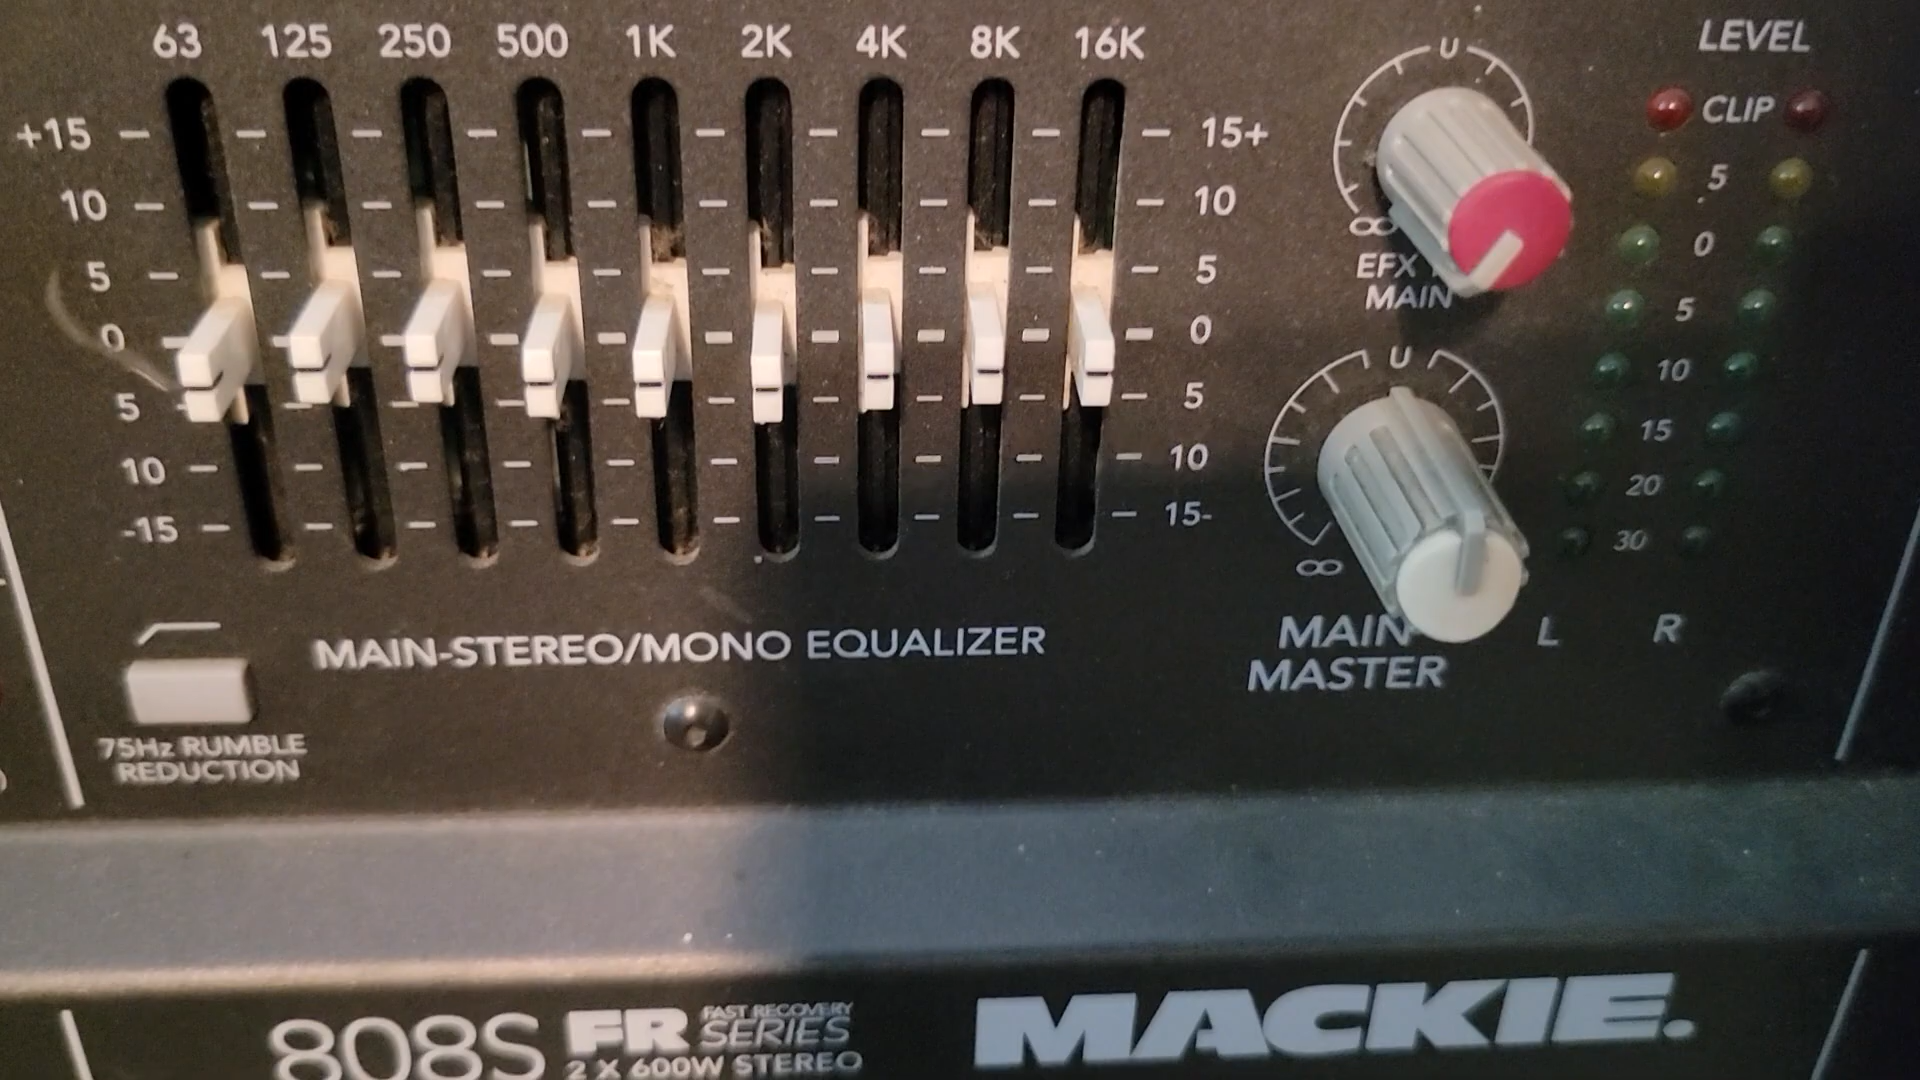 63 125 250 500 1K 2K 4K 8K 16K
+15 15+
10 10
5 5
0 0
5 5
10 10
-15 15-
MAIN-STEREO/MONO EQUALIZER
75Hz RUMBLE
REDUCTION
U
∞
EFX
MAIN
U
∞
MAIN
MASTER
LEVEL
CLIP
5
0
5
10
15
20
30
L R
808S FR FAST RECOVERY
SERIES
2 X 600W STEREO
MACKIE.